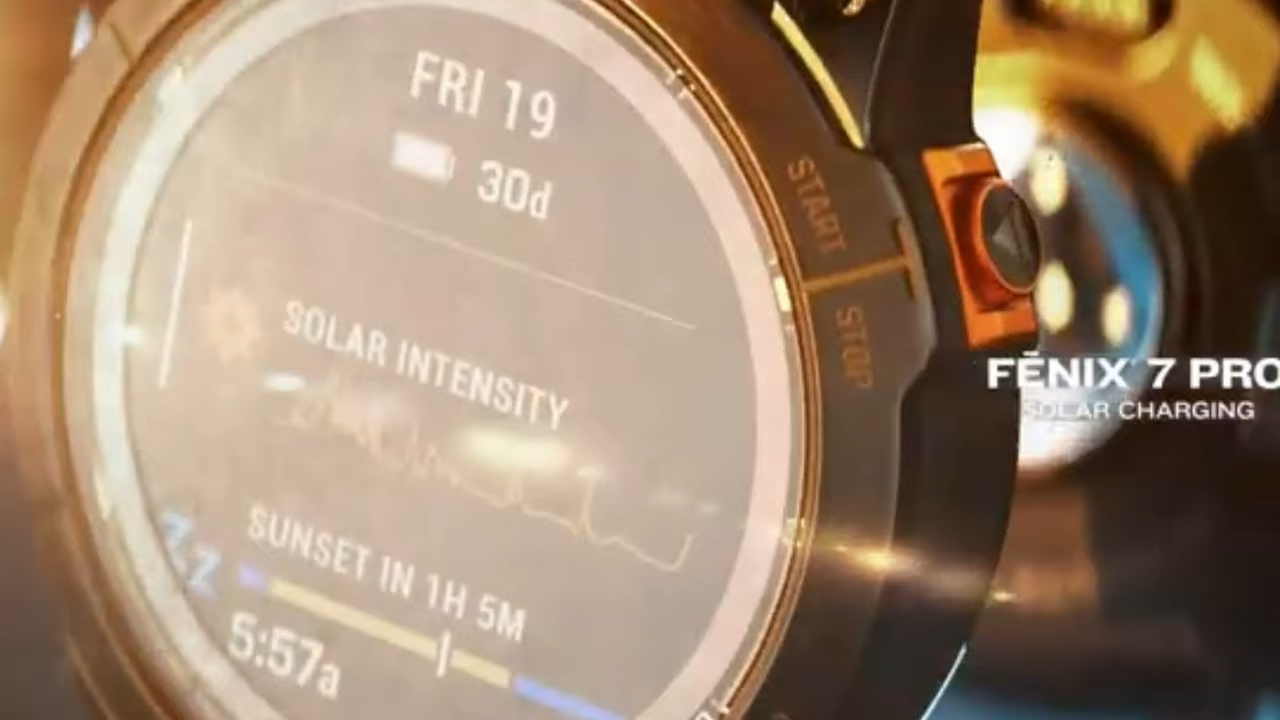 FRI 19
30d
START
STOP
SOLAR INTENSITY
FĒNIX 7 PRO
SOLAR CHARGING
SUNSET IN 1H 5M
5:57a